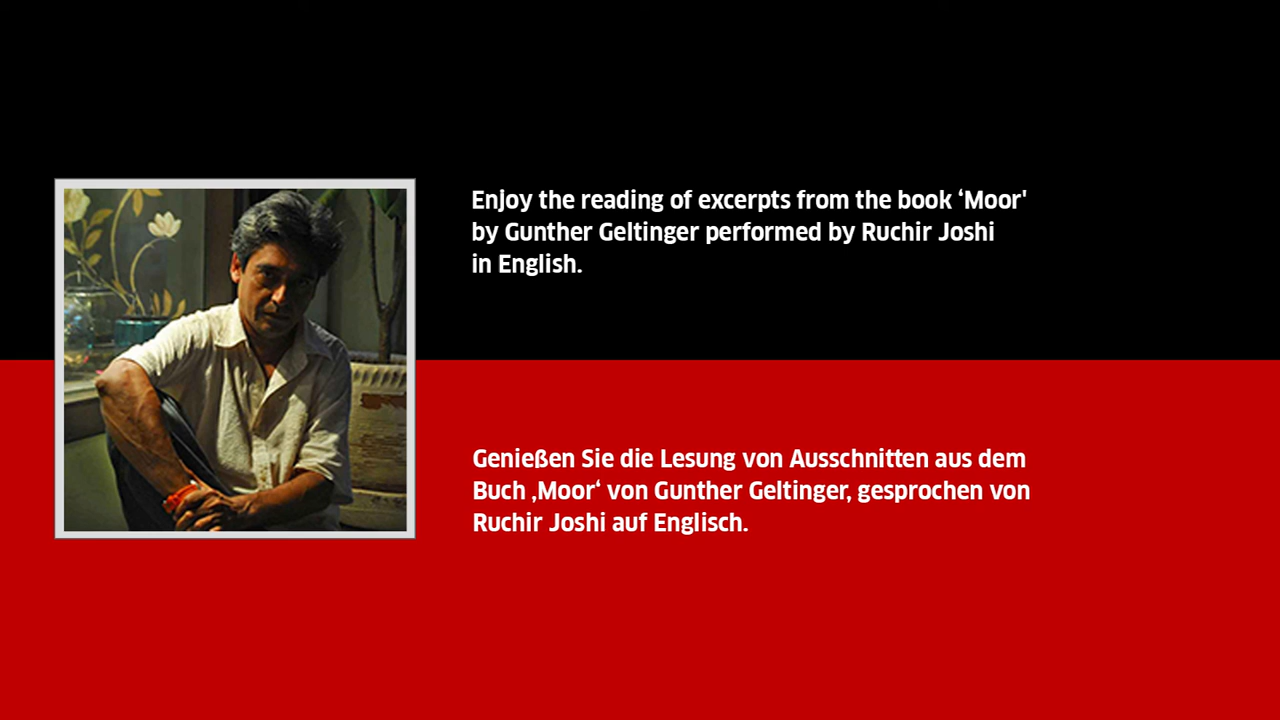 Enjoy the reading of excerpts from the book ‘Moor'
by Gunther Geltinger performed by Ruchir Joshi
in English.
Genießen Sie die Lesung von Ausschnitten aus dem
Buch ‚Moor‘ von Gunther Geltinger, gesprochen von
Ruchir Joshi auf Englisch.